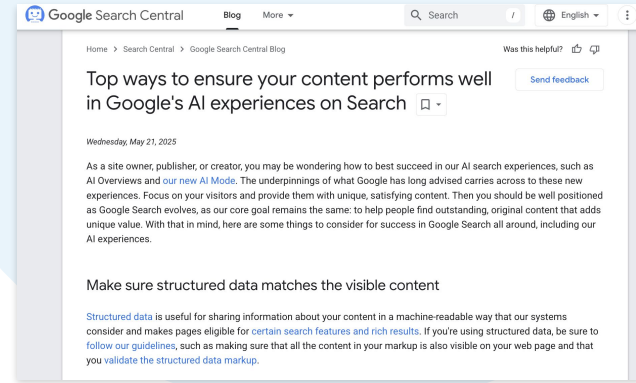 Google Search Central
Blog
More
Search
/
English
Home > Search Central > Google Search Central Blog
Was this helpful?
Top ways to ensure your content performs well
in Google's AI experiences on Search
Send feedback
Wednesday, May 21, 2025
As a site owner, publisher, or creator, you may be wondering how to best succeed in our AI search experiences, such as
AI Overviews and our new AI Mode. The underpinnings of what Google has long advised carries across to these new
experiences. Focus on your visitors and provide them with unique, satisfying content. Then you should be well positioned
as Google Search evolves, as our core goal remains the same: to help people find outstanding, original content that adds
unique value. With that in mind, here are some things to consider for success in Google Search all around, including our
AI experiences.
Make sure structured data matches the visible content
Structured data is useful for sharing information about your content in a machine-readable way that our systems
consider and makes pages eligible for certain search features and rich results. If you're using structured data, be sure to
follow our guidelines, such as making sure that all the content in your markup is also visible on your web page and that
you validate the structured data markup.